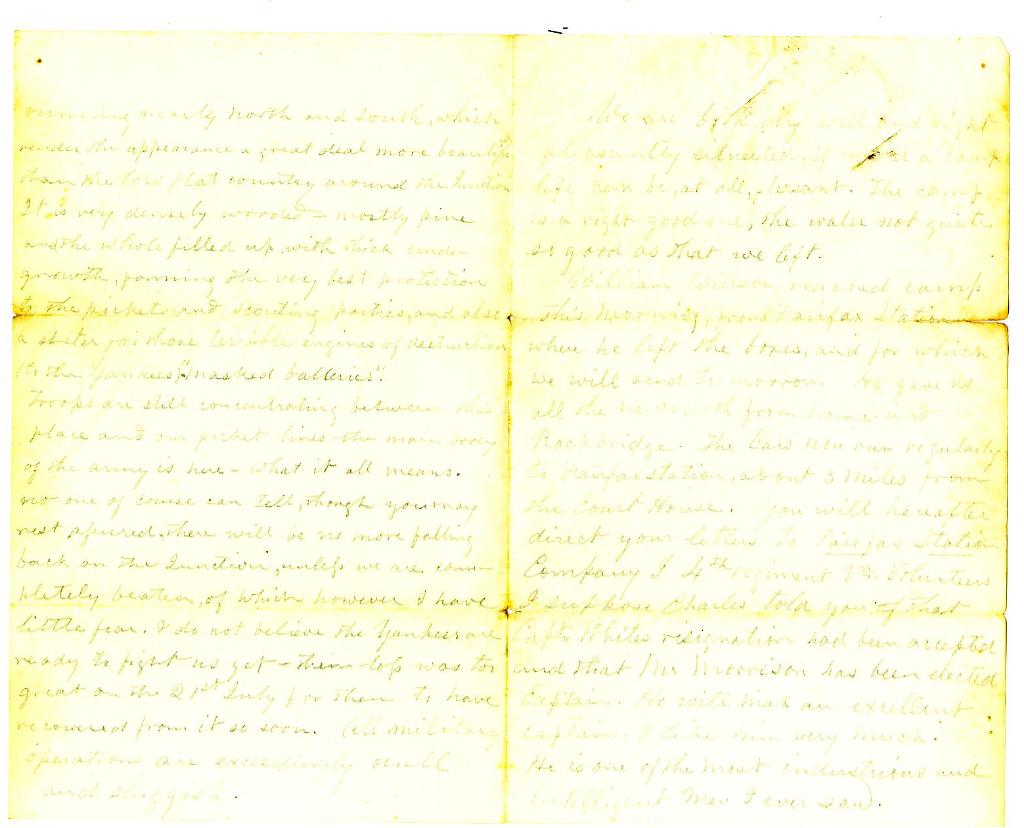 running nearly north and south, which
render the appearance a great deal more beautiful
than the low flat country around the Junction
It is very densely wooded - mostly pine
and the whole filled up with thick under
growth, forming the very best protection
to the pickets and scouting parties, and also
a shelter for those terrible engines of destruction
(to the Yankees) "masked batteries".
Troops are still concentrating between this
place and our picket lines - the main body
of the army is here - what it all means.
no one of course can tell, though you may
rest assured, there will be no more falling
back on the Junction, unless we are com-
pletely beaten, of which however I have
little fear. I do not believe the Yankees are
ready to fight us yet - their loss was too
great on the 21st July for them to have
recovered from it so soon. All military
operations are exceedingly dull
and sluggish.
We are both very well and right
pleasantly situated, if a camp
life can be, at all, plesant. The camp
is a right good one, the water not quite
so good as that we left.
William Willson reached camp
this Morning, from Fairfax Station
where he left the boxes, and for which
we will send to morrow. He gave us
all the news, both from home and
Rockbridge. The Cars now run regularly
to Fairfax station, about 3 Miles from
the Court House. You will hereafter
direct your letters to Fairfax Station
Company I 4th regiment Va. Volunteers
I suppose Charles told you that
Captn Whites resignation had been accepted
and that Mr Morrison has been elected
Captain. He will mak an excellent
captain. I like him very much.
He is one of the most industrious and
intelligent Men I ever saw.